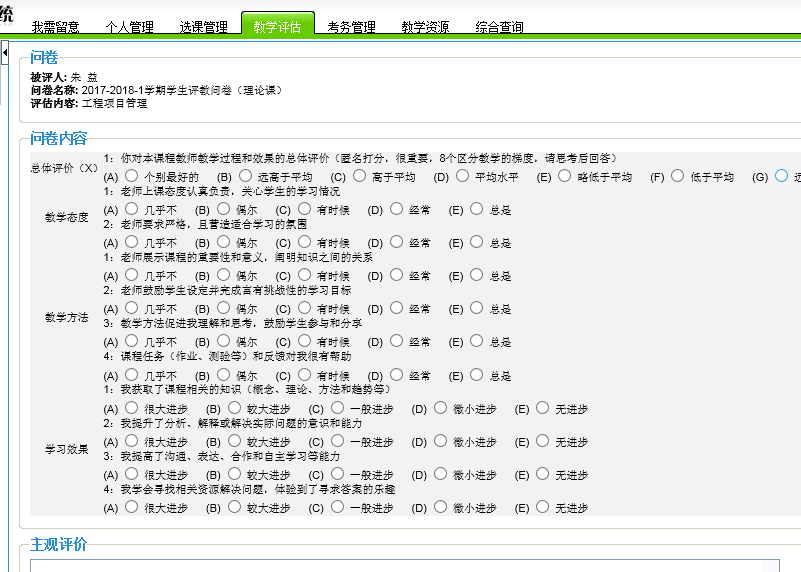 统
我需留意 个人管理 选课管理 教学评估 考务管理 教学资源 综合查询
问卷
被评人: 朱 益
问卷名称: 2017-2018-1学期学生评教问卷（理论课）
评估内容: 工程项目管理
问卷内容
总体评价（X）
1：你对本课程教师教学过程和效果的总体评价（匿名打分，很重要，8个区分教学的梯度，请思考后回答）
(A) 个别最好的 (B) 远高于平均 (C) 高于平均 (D) 平均水平 (E) 略低于平均 (F) 低于平均 (G) 远
教学态度
1：老师上课态度认真负责，关心学生的学习情况
(A) 几乎不 (B) 偶尔 (C) 有时候 (D) 经常 (E) 总是
2：老师要求严格，且营造适合学习的氛围
(A) 几乎不 (B) 偶尔 (C) 有时候 (D) 经常 (E) 总是
教学方法
1：老师展示课程的重要性和意义，阐明知识之间的关系
(A) 几乎不 (B) 偶尔 (C) 有时候 (D) 经常 (E) 总是
2：老师鼓励学生设定并完成富有挑战性的学习目标
(A) 几乎不 (B) 偶尔 (C) 有时候 (D) 经常 (E) 总是
3：教学方法促进我理解和思考，鼓励学生参与和分享
(A) 几乎不 (B) 偶尔 (C) 有时候 (D) 经常 (E) 总是
4：课程任务（作业、测验等）和反馈对我很有帮助
(A) 几乎不 (B) 偶尔 (C) 有时候 (D) 经常 (E) 总是
学习效果
1：我获取了课程相关的知识（概念、理论、方法和趋势等）
(A) 很大进步 (B) 较大进步 (C) 一般进步 (D) 微小进步 (E) 无进步
2：我提升了分析、解释或解决实际问题的意识和能力
(A) 很大进步 (B) 较大进步 (C) 一般进步 (D) 微小进步 (E) 无进步
3：我提高了沟通、表达、合作和自主学习等能力
(A) 很大进步 (B) 较大进步 (C) 一般进步 (D) 微小进步 (E) 无进步
4：我学会寻找相关资源解决问题，体验到了寻求答案的乐趣
(A) 很大进步 (B) 较大进步 (C) 一般进步 (D) 微小进步 (E) 无进步
主观评价